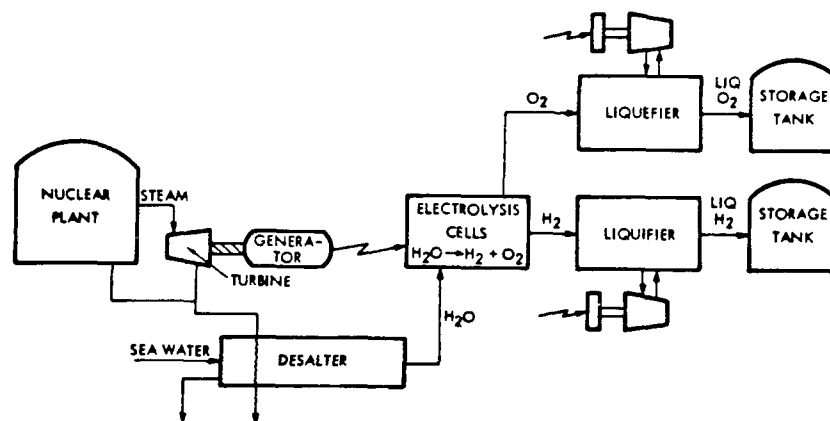 NUCLEAR
PLANT
STEAM
TURBINE
GENERA-
TOR
SEA WATER
DESALTER
H₂O
ELECTROLYSIS
CELLS
H₂O→H₂ + O₂
O₂
LIQUEFIER
LIQ
O₂
STORAGE
TANK
H₂
LIQUIFIER
LIQ
H₂
STORAGE
TANK